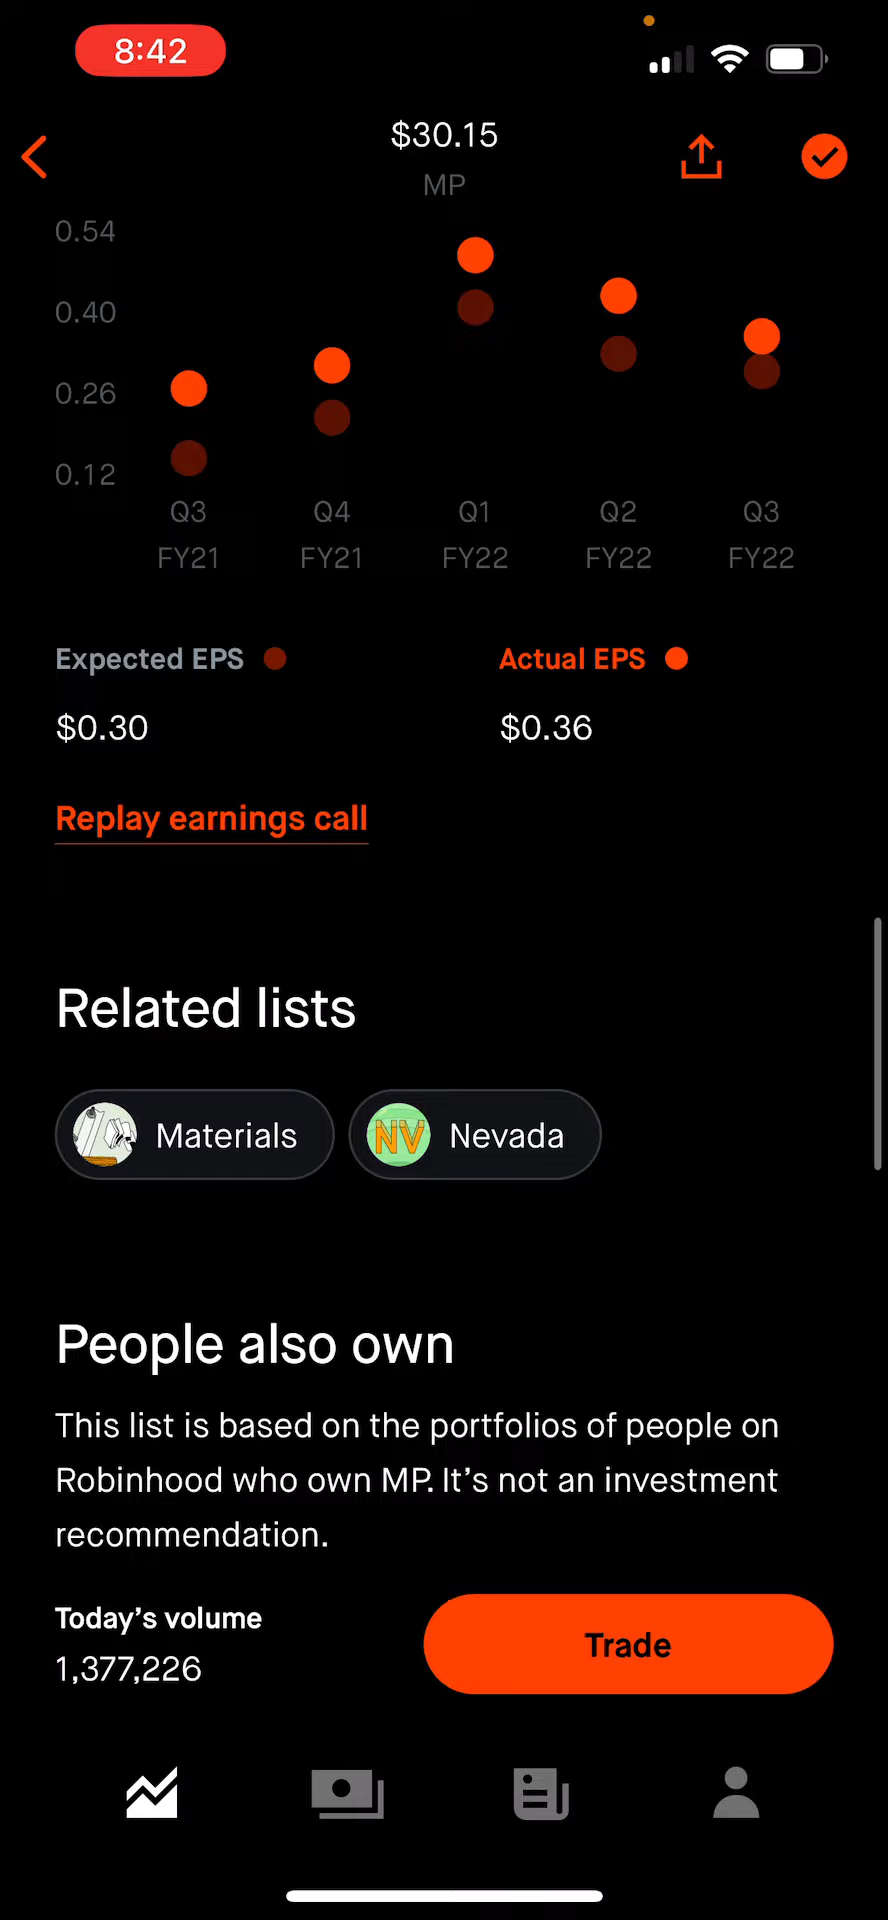 8:42
$30.15
MP
0.54
0.40
0.26
0.12
Q3 Q4 Q1 Q2 Q3
FY21 FY21 FY22 FY22 FY22
Expected EPS Actual EPS
$0.30 $0.36
Replay earnings call
Related lists
Materials NV Nevada
People also own
This list is based on the portfolios of people on
Robinhood who own MP. It's not an investment
recommendation.
Today's volume
1,377,226
Trade